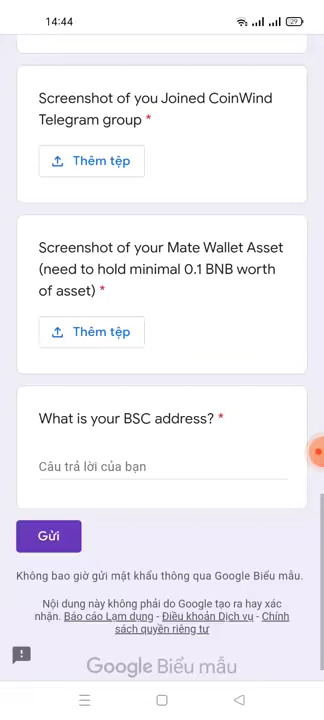 14:44
29
Screenshot of you Joined CoinWind
Telegram group *
Thêm tệp
Screenshot of your Mate Wallet Asset
(need to hold minimal 0.1 BNB worth
of asset) *
Thêm tệp
What is your BSC address? *
Câu trả lời của bạn
Gửi
Không bao giờ gửi mật khẩu thông qua Google Biểu mẫu.
Nội dung này không phải do Google tạo ra hay xác
nhận. Báo cáo Lạm dụng - Điều khoản Dịch vụ - Chính
sách quyền riêng tư
Google Biểu mẫu